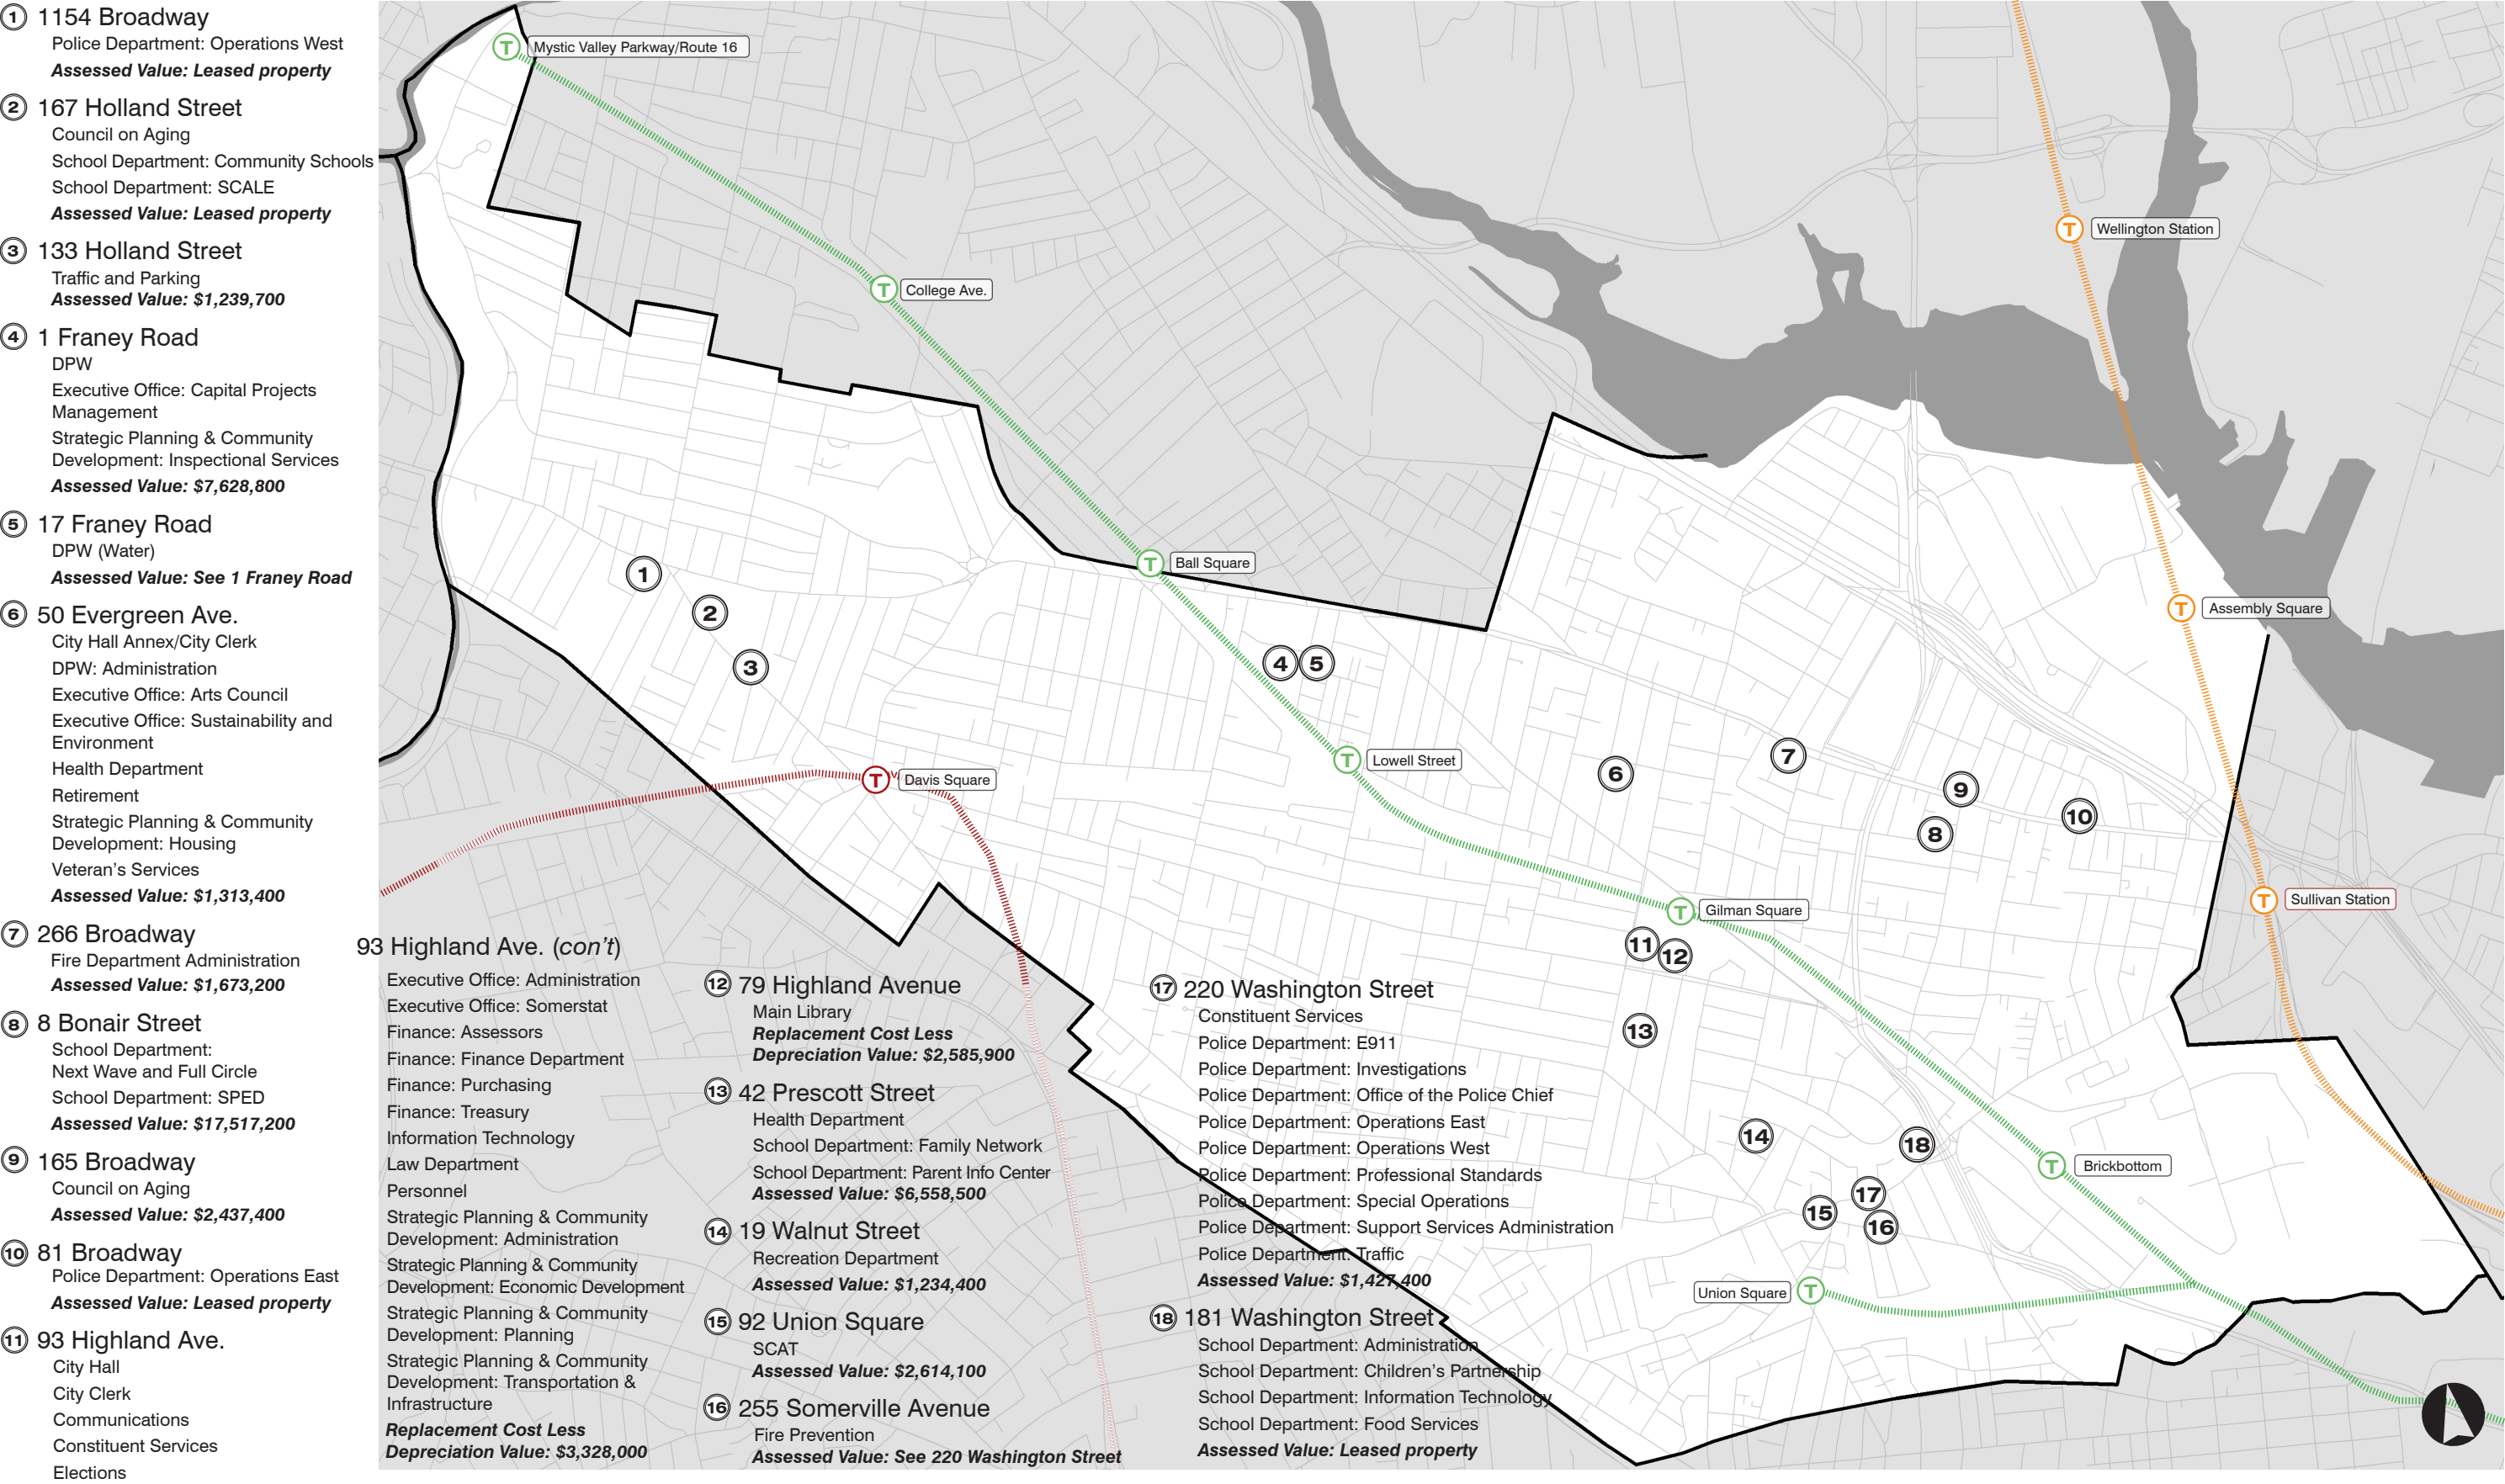 1 1154 Broadway
Police Department: Operations West
Assessed Value: Leased property
2 167 Holland Street
Council on Aging
School Department: Community Schools
School Department: SCALE
Assessed Value: Leased property
3 133 Holland Street
Traffic and Parking
Assessed Value: $1,239,700
4 1 Franey Road
DPW
Executive Office: Capital Projects
Management
Strategic Planning & Community
Development: Inspectional Services
Assessed Value: $7,628,800
5 17 Franey Road
DPW (Water)
Assessed Value: See 1 Franey Road
6 50 Evergreen Ave.
City Hall Annex/City Clerk
DPW: Administration
Executive Office: Arts Council
Executive Office: Sustainability and
Environment
Health Department
Retirement
Strategic Planning & Community
Development: Housing
Veteran’s Services
Assessed Value: $1,313,400
7 266 Broadway
Fire Department Administration
Assessed Value: $1,673,200
8 8 Bonair Street
School Department:
Next Wave and Full Circle
School Department: SPED
Assessed Value: $17,517,200
9 165 Broadway
Council on Aging
Assessed Value: $2,437,400
10 81 Broadway
Police Department: Operations East
Assessed Value: Leased property
11 93 Highland Ave.
City Hall
City Clerk
Communications
Constituent Services
Elections
93 Highland Ave. (con’t)
Executive Office: Administration
Executive Office: Somerstat
Finance: Assessors
Finance: Finance Department
Finance: Purchasing
Finance: Treasury
Information Technology
Law Department
Personnel
Strategic Planning & Community
Development: Administration
Strategic Planning & Community
Development: Economic Development
Strategic Planning & Community
Development: Planning
Strategic Planning & Community
Development: Transportation &
Infrastructure
Replacement Cost Less
Depreciation Value: $3,328,000
12 79 Highland Avenue
Main Library
Replacement Cost Less
Depreciation Value: $2,585,900
13 42 Prescott Street
Health Department
School Department: Family Network
School Department: Parent Info Center
Assessed Value: $6,558,500
14 19 Walnut Street
Recreation Department
Assessed Value: $1,234,400
15 92 Union Square
SCAT
Assessed Value: $2,614,100
16 255 Somerville Avenue
Fire Prevention
Assessed Value: See 220 Washington Street
17 220 Washington Street
Constituent Services
Police Department: E911
Police Department: Investigations
Police Department: Office of the Police Chief
Police Department: Operations East
Police Department: Operations West
Police Department: Professional Standards
Police Department: Special Operations
Police Department: Support Services Administration
Police Department: Traffic
Assessed Value: $1,427,400
18 181 Washington Street
School Department: Administration
School Department: Children’s Partnership
School Department: Information Technology
School Department: Food Services
Assessed Value: Leased property
T Mystic Valley Parkway/Route 16
T Wellington Station
T College Ave.
T Ball Square
1
2
3
4 5
T Assembly Square
T Lowell Street
T Davis Square
6
7
8
9
10
T Sullivan Station
T Gilman Square
11 12
13
14
18
T Brickbottom
17
15
16
Union Square T